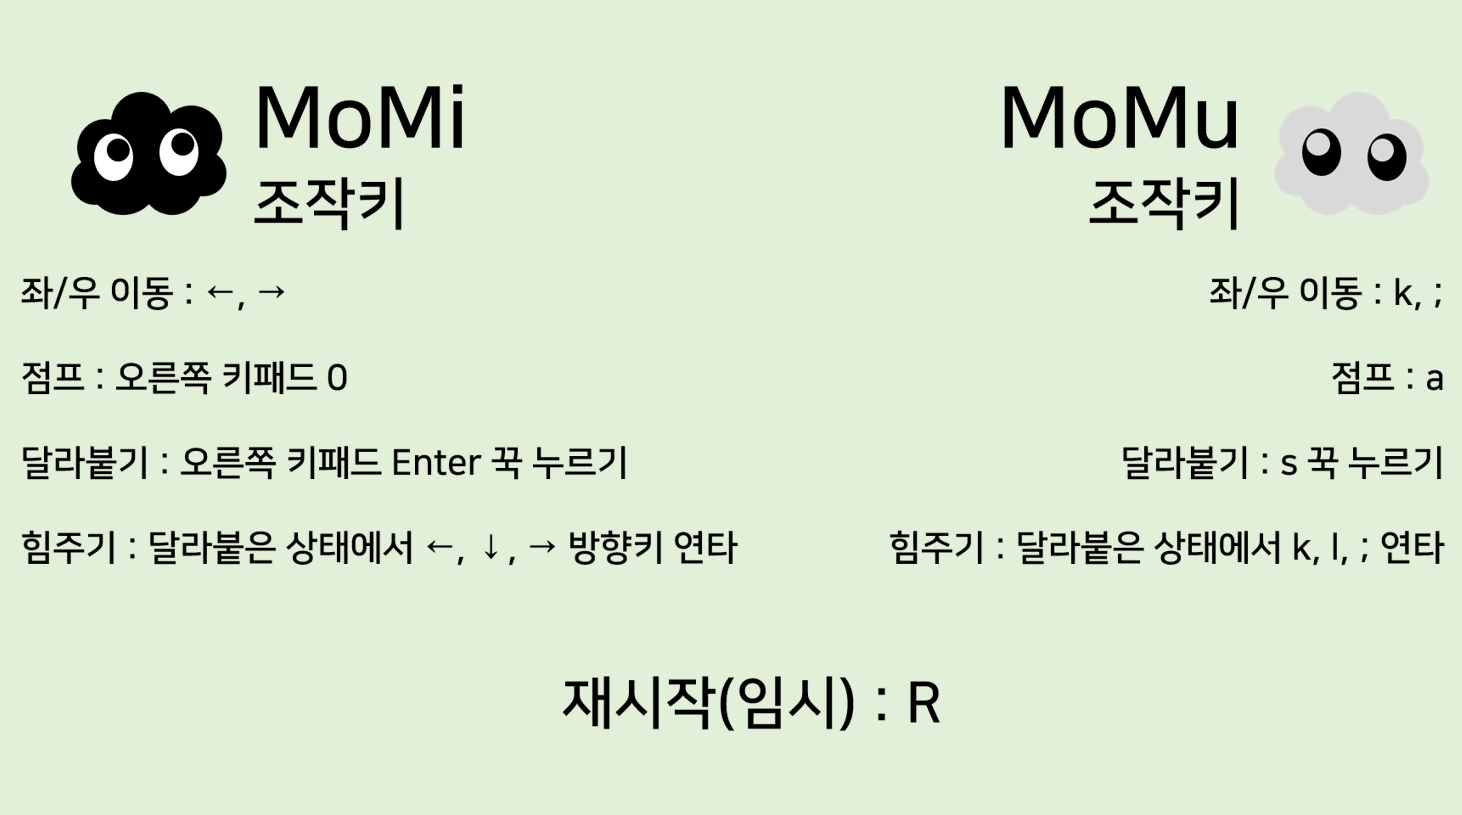 MoMi
조작키
좌/우 이동 : ←, →
점프 : 오른쪽 키패드 0
달라붙기 : 오른쪽 키패드 Enter 꾹 누르기
힘주기 : 달라붙은 상태에서 ←, ↓, → 방향키 연타
MoMu
조작키
좌/우 이동 : k, ;
점프 : a
달라붙기 : s 꾹 누르기
힘주기 : 달라붙은 상태에서 k, l, ; 연타
재시작(임시) : R